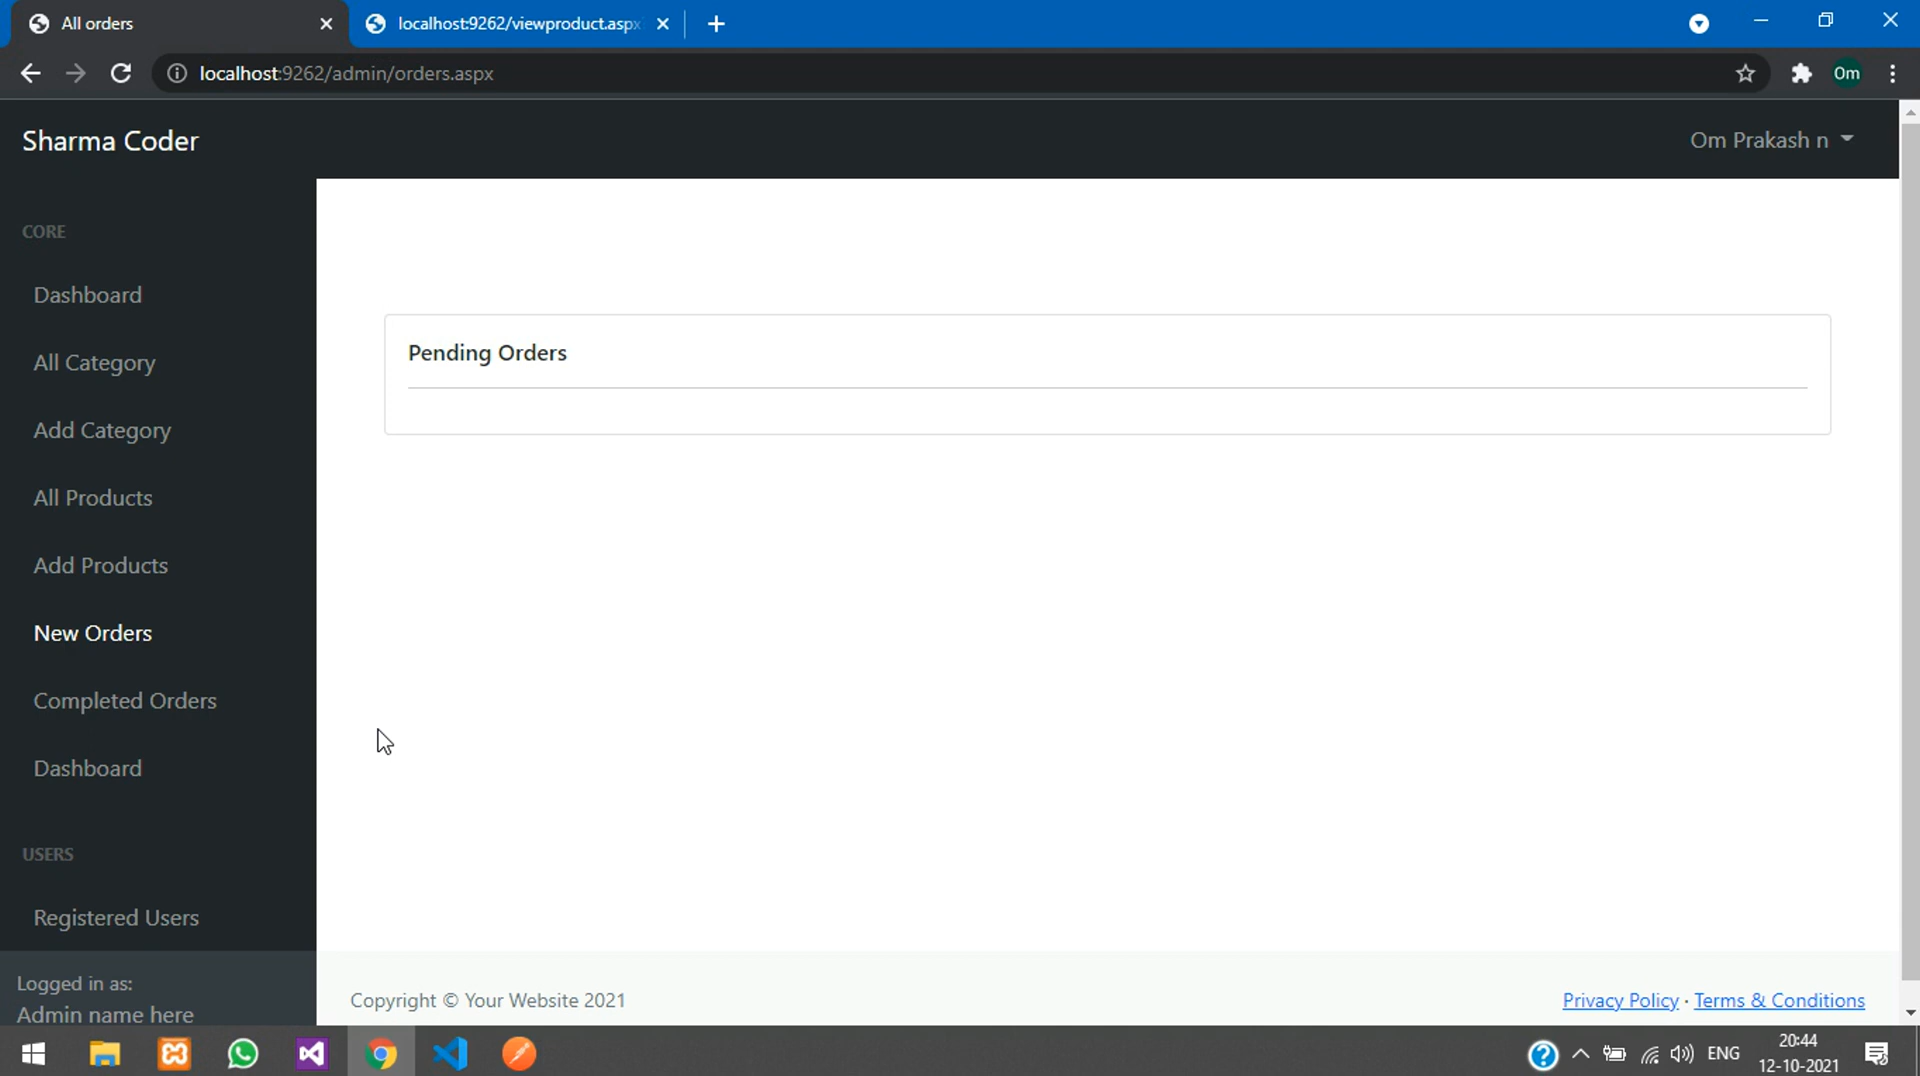 All orders
localhost:9262/viewproduct.aspx
localhost:9262/admin/orders.aspx
Om
Sharma Coder
Om Prakash n
CORE
Dashboard
All Category
Add Category
All Products
Add Products
New Orders
Completed Orders
Dashboard
USERS
Registered Users
Logged in as:
Admin name here
Pending Orders
Copyright © Your Website 2021
Privacy Policy · Terms & Conditions
ENG
20:44
12-10-2021